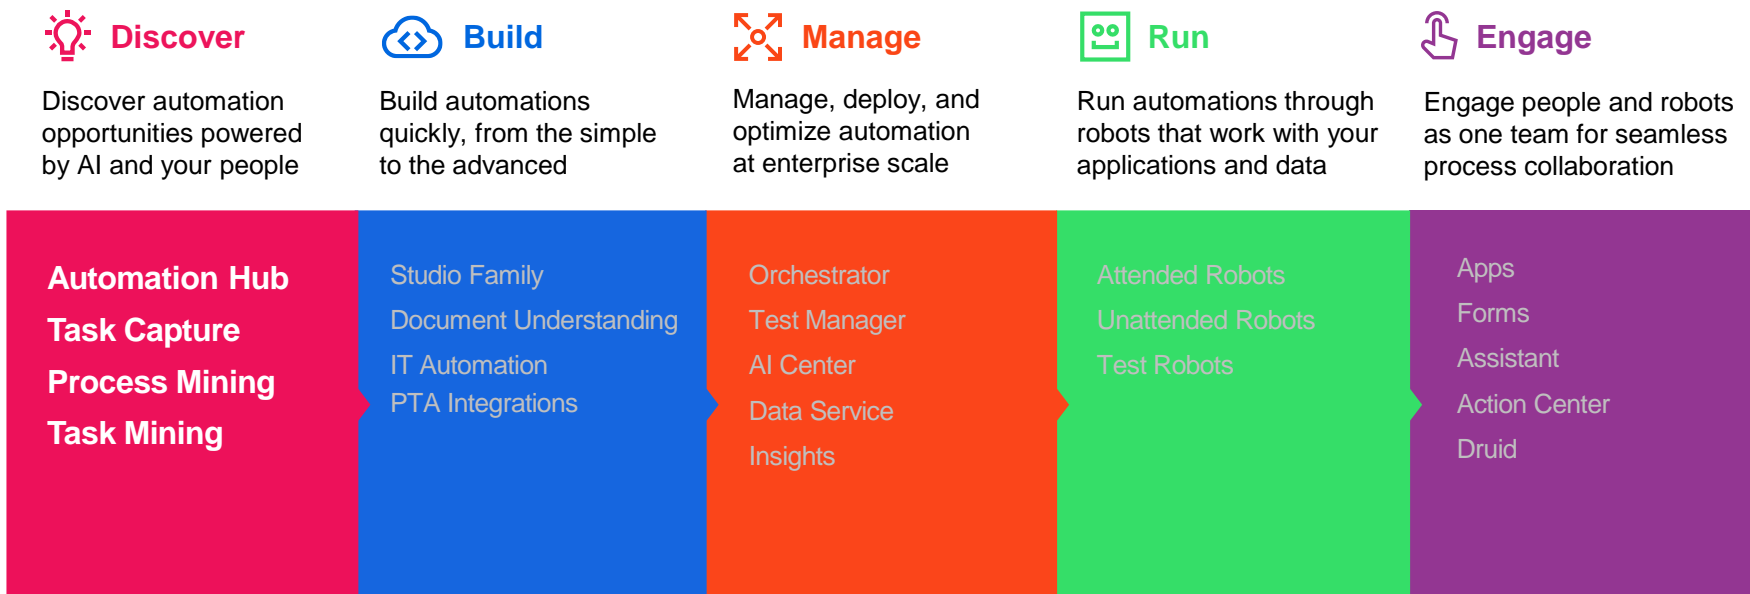 Discover
Discover automation
opportunities powered
by AI and your people
Build
Build automations
quickly, from the simple
to the advanced
Manage
Manage, deploy, and
optimize automation
at enterprise scale
Run
Run automations through
robots that work with your
applications and data
Engage
Engage people and robots
as one team for seamless
process collaboration
Automation Hub
Task Capture
Process Mining
Task Mining
Studio Family
Document Understanding
IT Automation
PTA Integrations
Orchestrator
Test Manager
AI Center
Data Service
Insights
Attended Robots
Unattended Robots
Test Robots
Apps
Forms
Assistant
Action Center
Druid